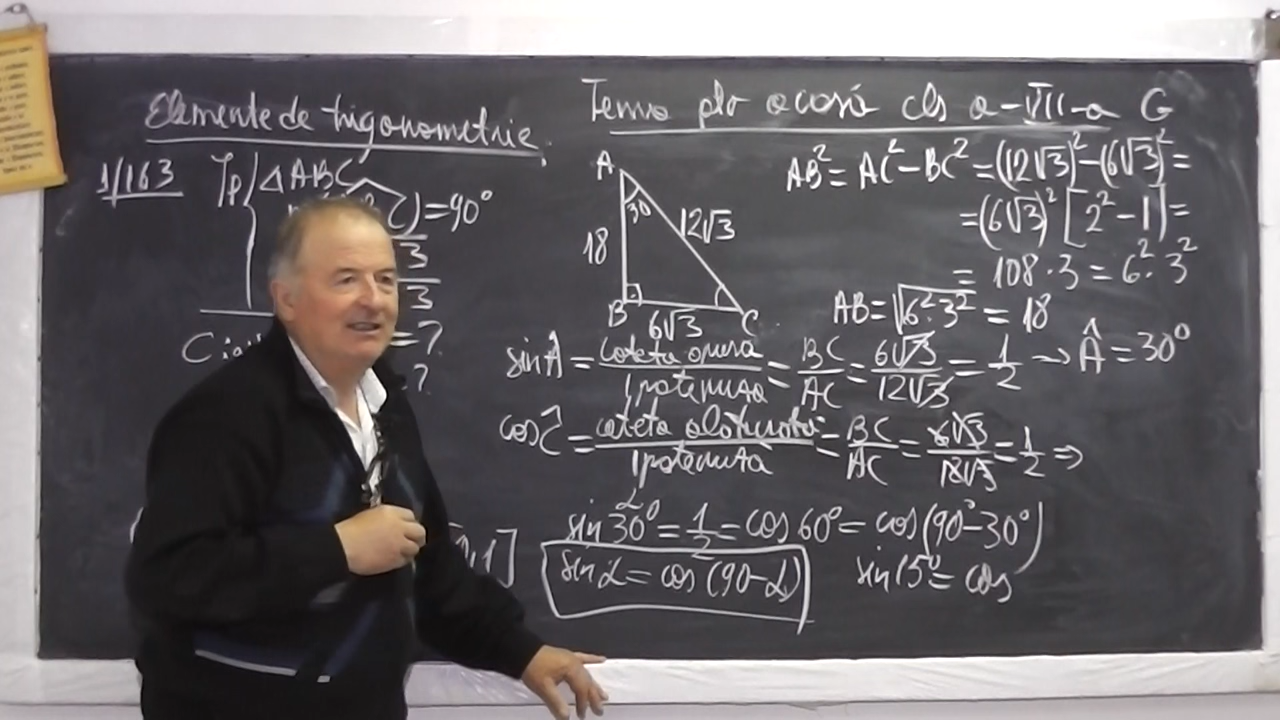 Elemente de trigonometrie
Tema ptr acasă cls a-VII-a G
1/163
Ip
△ABC
)=90°
3
3
=?
?
A
30
18
12√3
B
6√3
C
AB²=AC²-BC²=(12√3)²-(6√3)²=
=(6√3)²[2²-1]=
= 108·3=6²·3²
AB=√6²·3² = 18
sin A = cateta opusă / ipotenusa = BC/AC = 6√3/12√3 = 1/2 → Â=30°
cos Ĉ = cateta alăturată / ipotenuta = BC/AC = 6√3/12√3 = 1/2 ⇒
sin 30° = 1/2 = cos 60° = cos(90°-30°)
sin α = cos (90-α)
sin 15° = cos
,1]